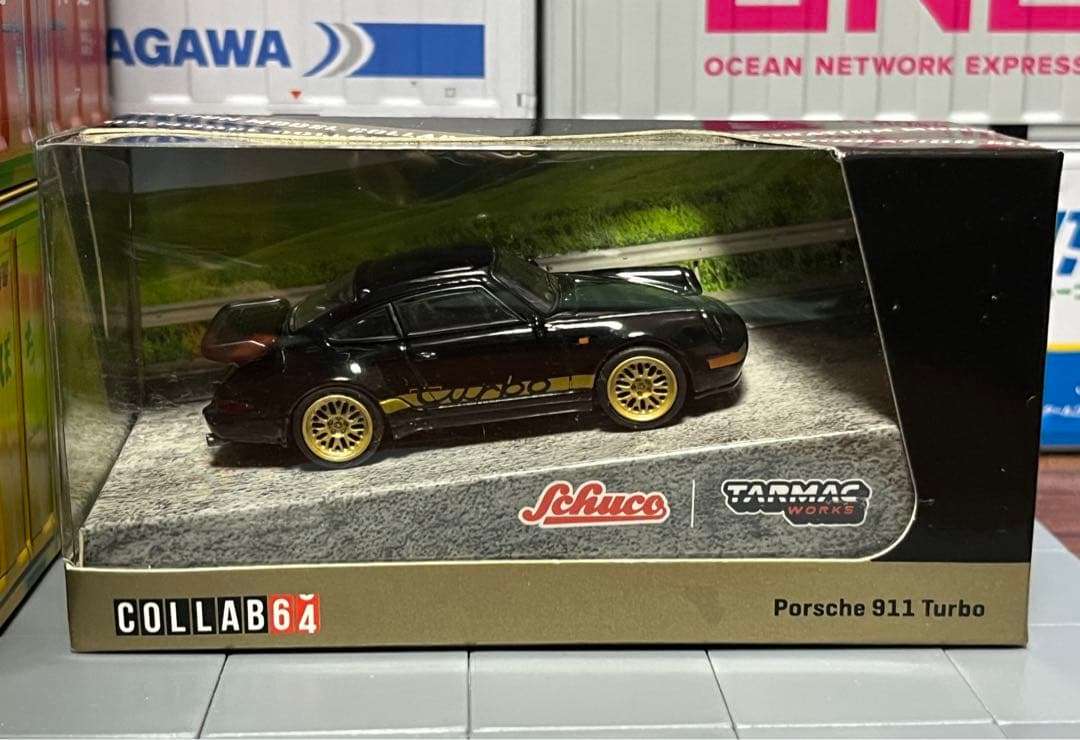 AGAWA
OCEAN NETWORK EXPRESS
turbo
Schuco
TARMAC
WORKS
COLLAB64
Porsche 911 Turbo